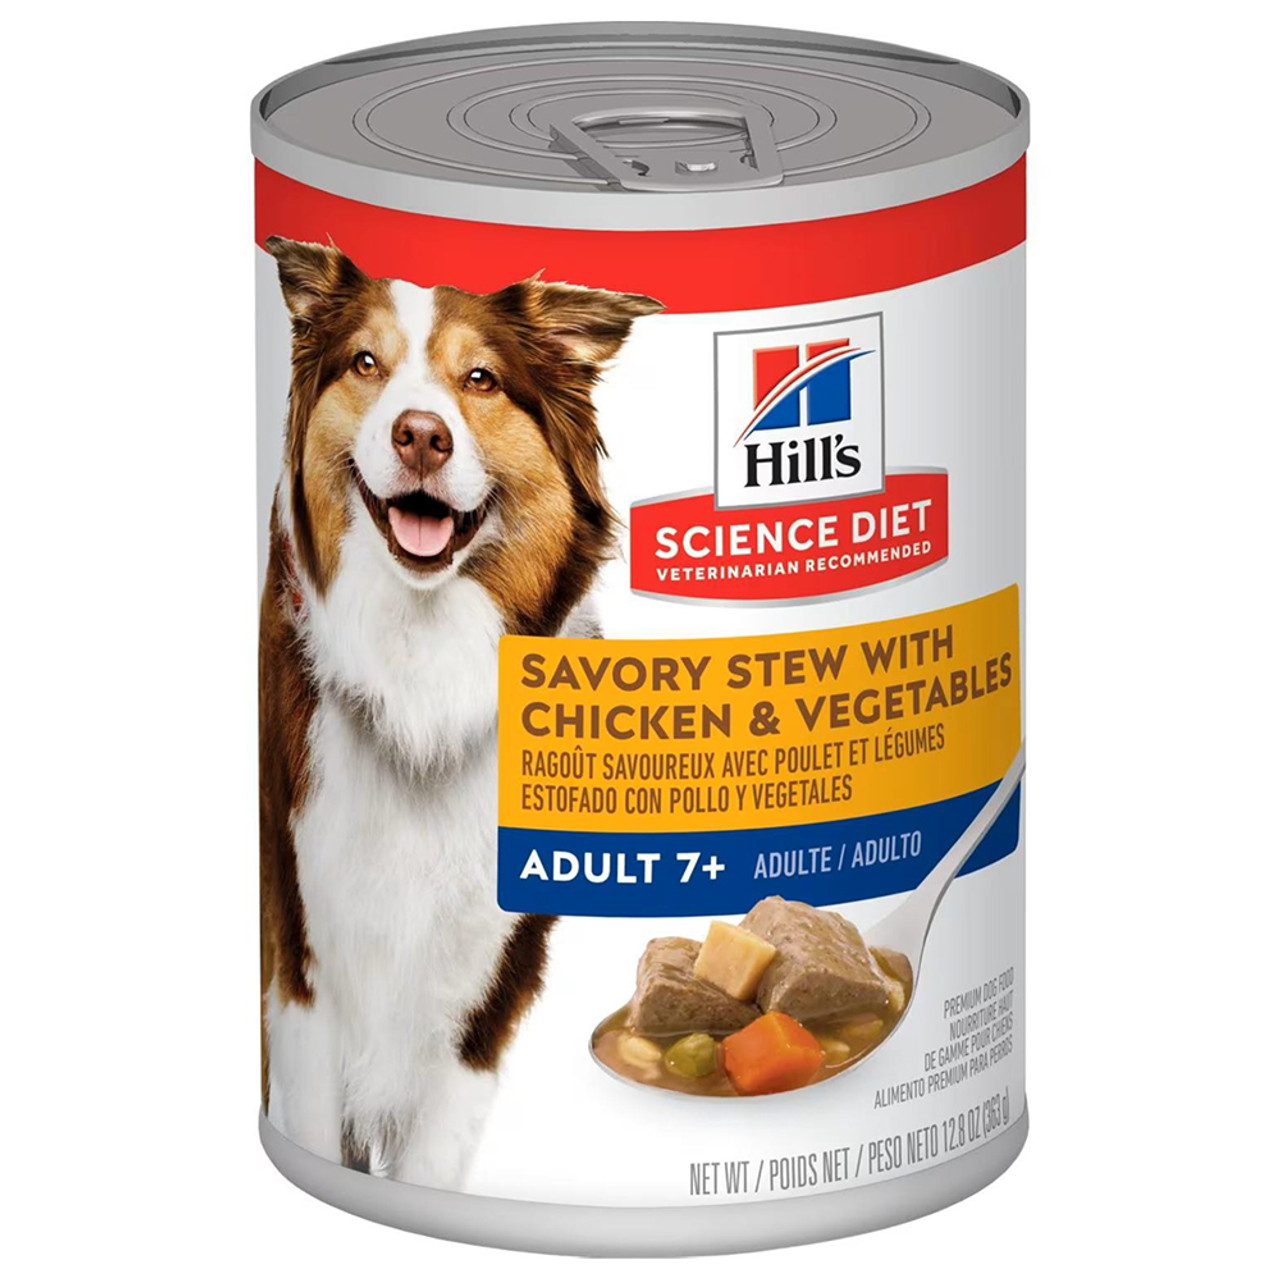 Hill's
SCIENCE DIET
VETERINARIAN RECOMMENDED
SAVORY STEW WITH
CHICKEN & VEGETABLES
RAGOÛT SAVOUREUX AVEC POULET ET LÉGUMES
ESTOFADO CON POLLO Y VEGETALES
ADULT 7+ ADULTE / ADULTO
PREMIUM DOG FOOD
NOURRITURE HAUT
DE GAMME POUR CHIENS
ALIMENTO PREMIUM PARA PERROS
NET WT / POIDS NET / PESO NETO 12.8 OZ (363 g)